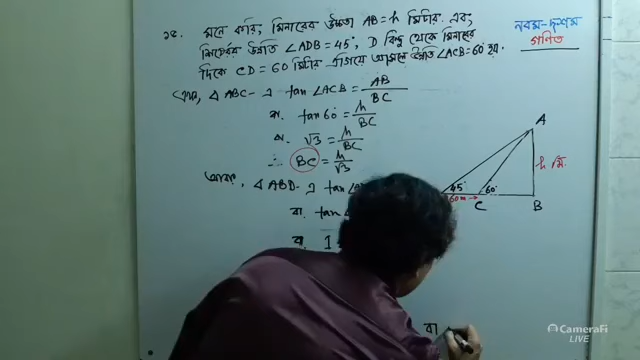 ১৫. মনে করি, মিনারের উচ্চতা AB = h মিটার এবং
শীর্ষের উন্নতি ∠ADB = 45°, D বিন্দু থেকে মিনারের
দিকে CD = 60 মিটার এগিয়ে আসলে উন্নতি ∠ACB = 60° হয়।
এখন, Δ ABC- এ tan ∠ACB = AB/BC
বা, tan 60° = h/BC
বা, √3 = h/BC
∴ BC = h/√3
আবার, Δ ABD- এ tan
বা, tan
বা, 1
বা
নবম-দশম
গণিত
A
h মি.
45°
60°
60m →
C
B
CameraFi
LIVE